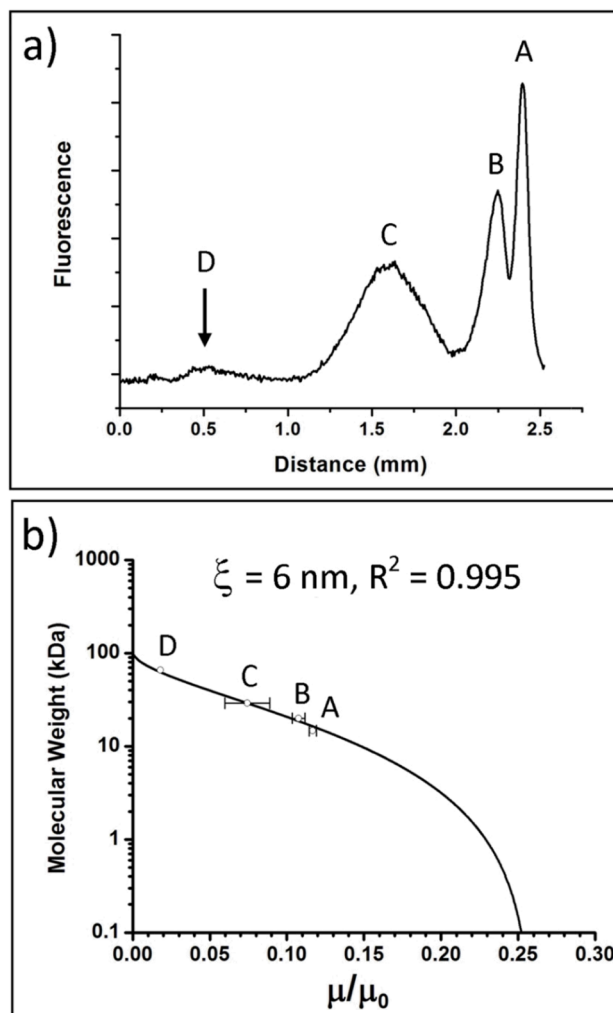 a)
A
B
C
D
Fluorescence
0.0 0.5 1.0 1.5 2.0 2.5
Distance (mm)
b)
ξ = 6 nm, R² = 0.995
1000
100
10
1
0.1
Molecular Weight (kDa)
D
C
B
A
0.00 0.05 0.10 0.15 0.20 0.25 0.30
μ/μ₀